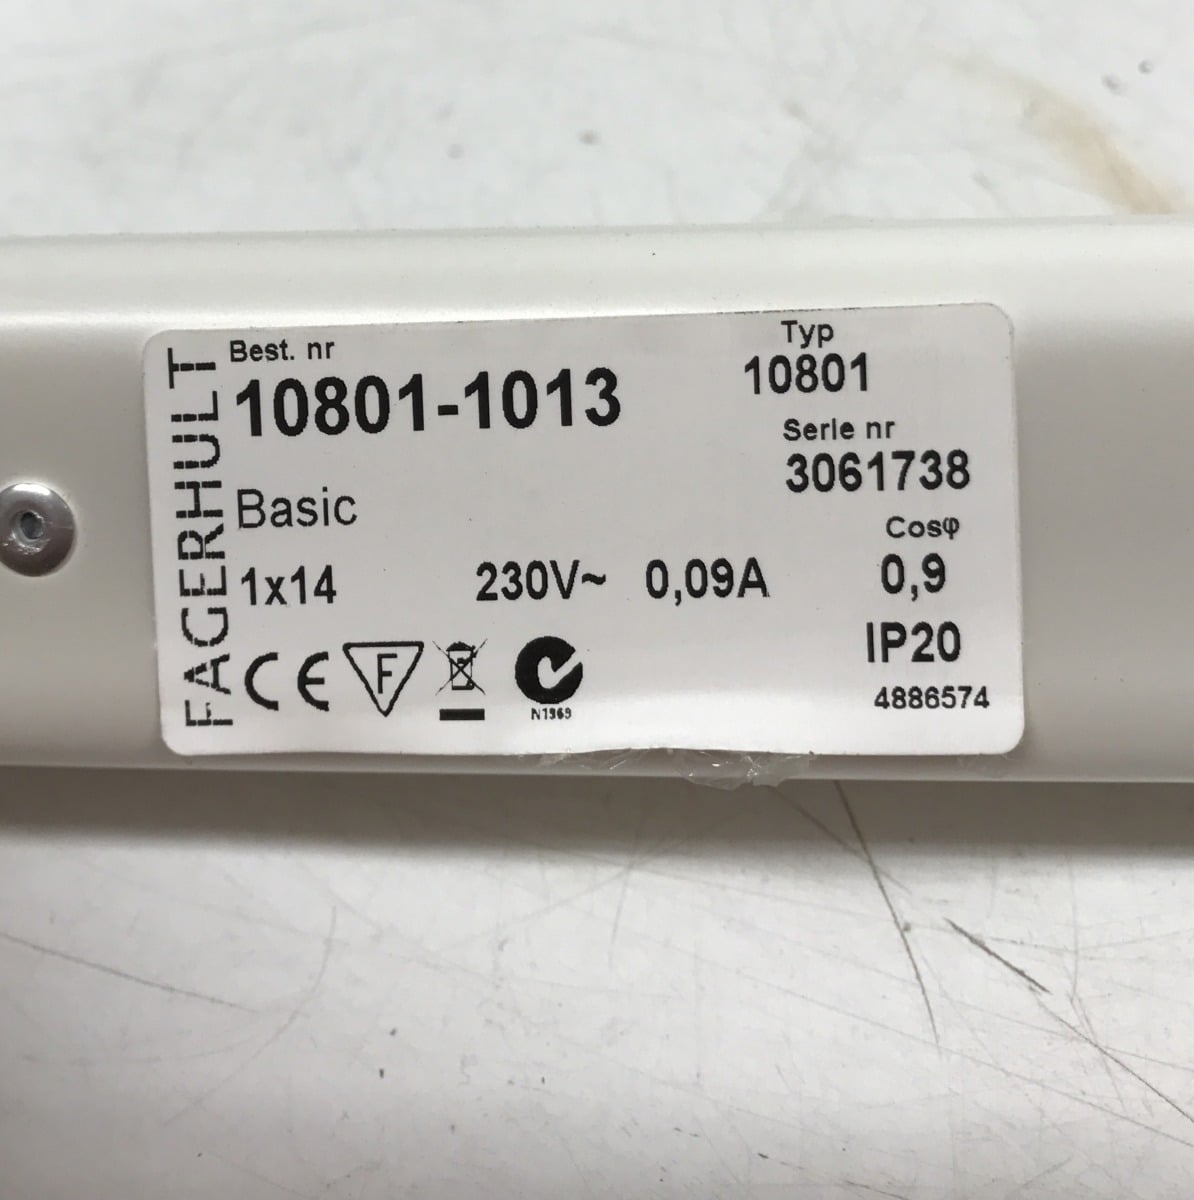 FAGERHULT
Best. nr
10801-1013
Typ
10801
Serie nr
3061738
Basic
Cosφ
1x14 230V~ 0,09A 0,9
IP20
CE F
N1369
4886574